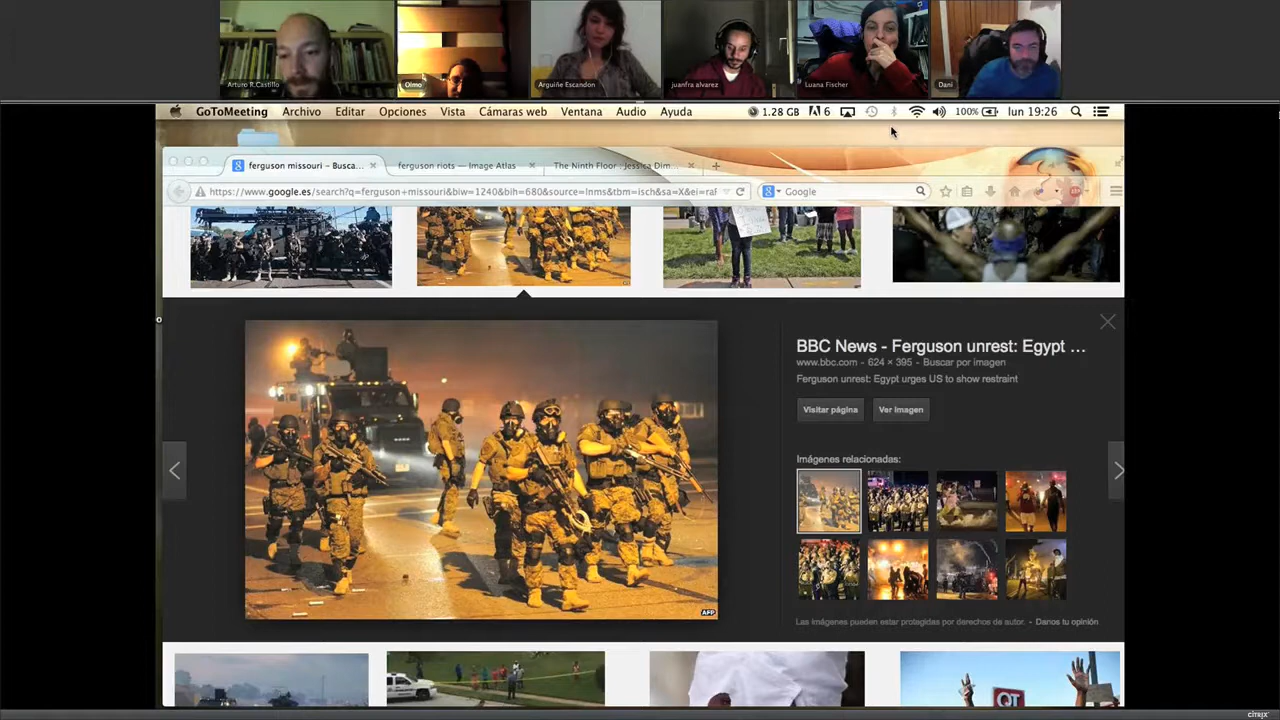 Arturo R.Castillo
Olmo
Arguiñe Escandon
juanfra alvarez
Luana Fischer
Dani
GoToMeeting Archivo Editar Opciones Vista Cámaras web Ventana Audio Ayuda 1.28 GB 6 100% lun 19:26
ferguson missouri – Busca... ferguson riots — Image Atlas The Ninth Floor : Jessica Dim...
https://www.google.es/search?q=ferguson+missouri&biw=1240&bih=680&source=lnms&tbm=isch&sa=X&ei=raF Google
BBC News - Ferguson unrest: Egypt ...
www.bbc.com - 624 × 395 - Buscar por imagen
Ferguson unrest: Egypt urges US to show restraint
Visitar página Ver imagen
Imágenes relacionadas:
AFP
Las imágenes pueden estar protegidas por derechos de autor. - Danos tu opinión
QT
CITRIX